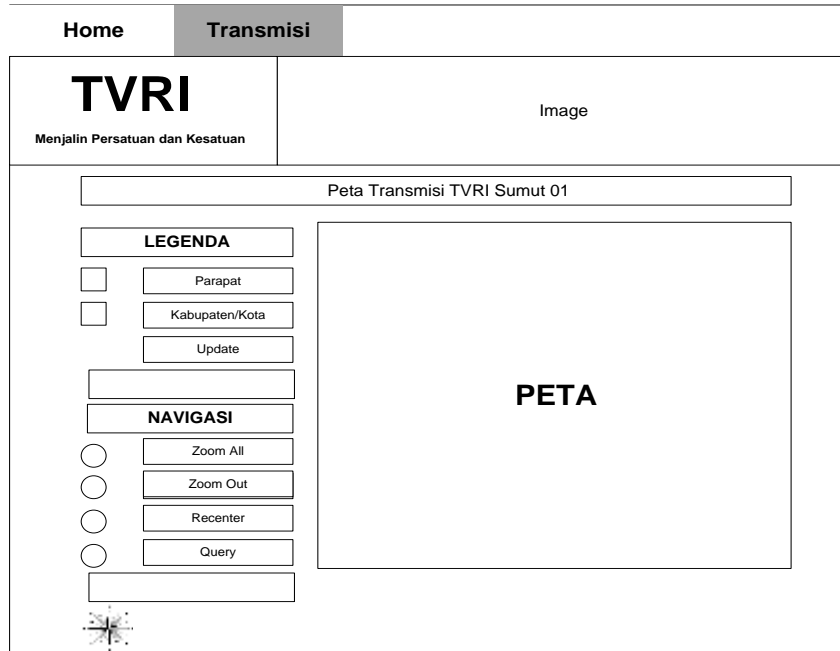 Home
Transmisi
TVRI
Menjalin Persatuan dan Kesatuan
Image
Peta Transmisi TVRI Sumut 01
LEGENDA
Parapat
Kabupaten/Kota
Update
NAVIGASI
Zoom All
Zoom Out
Recenter
Query
PETA